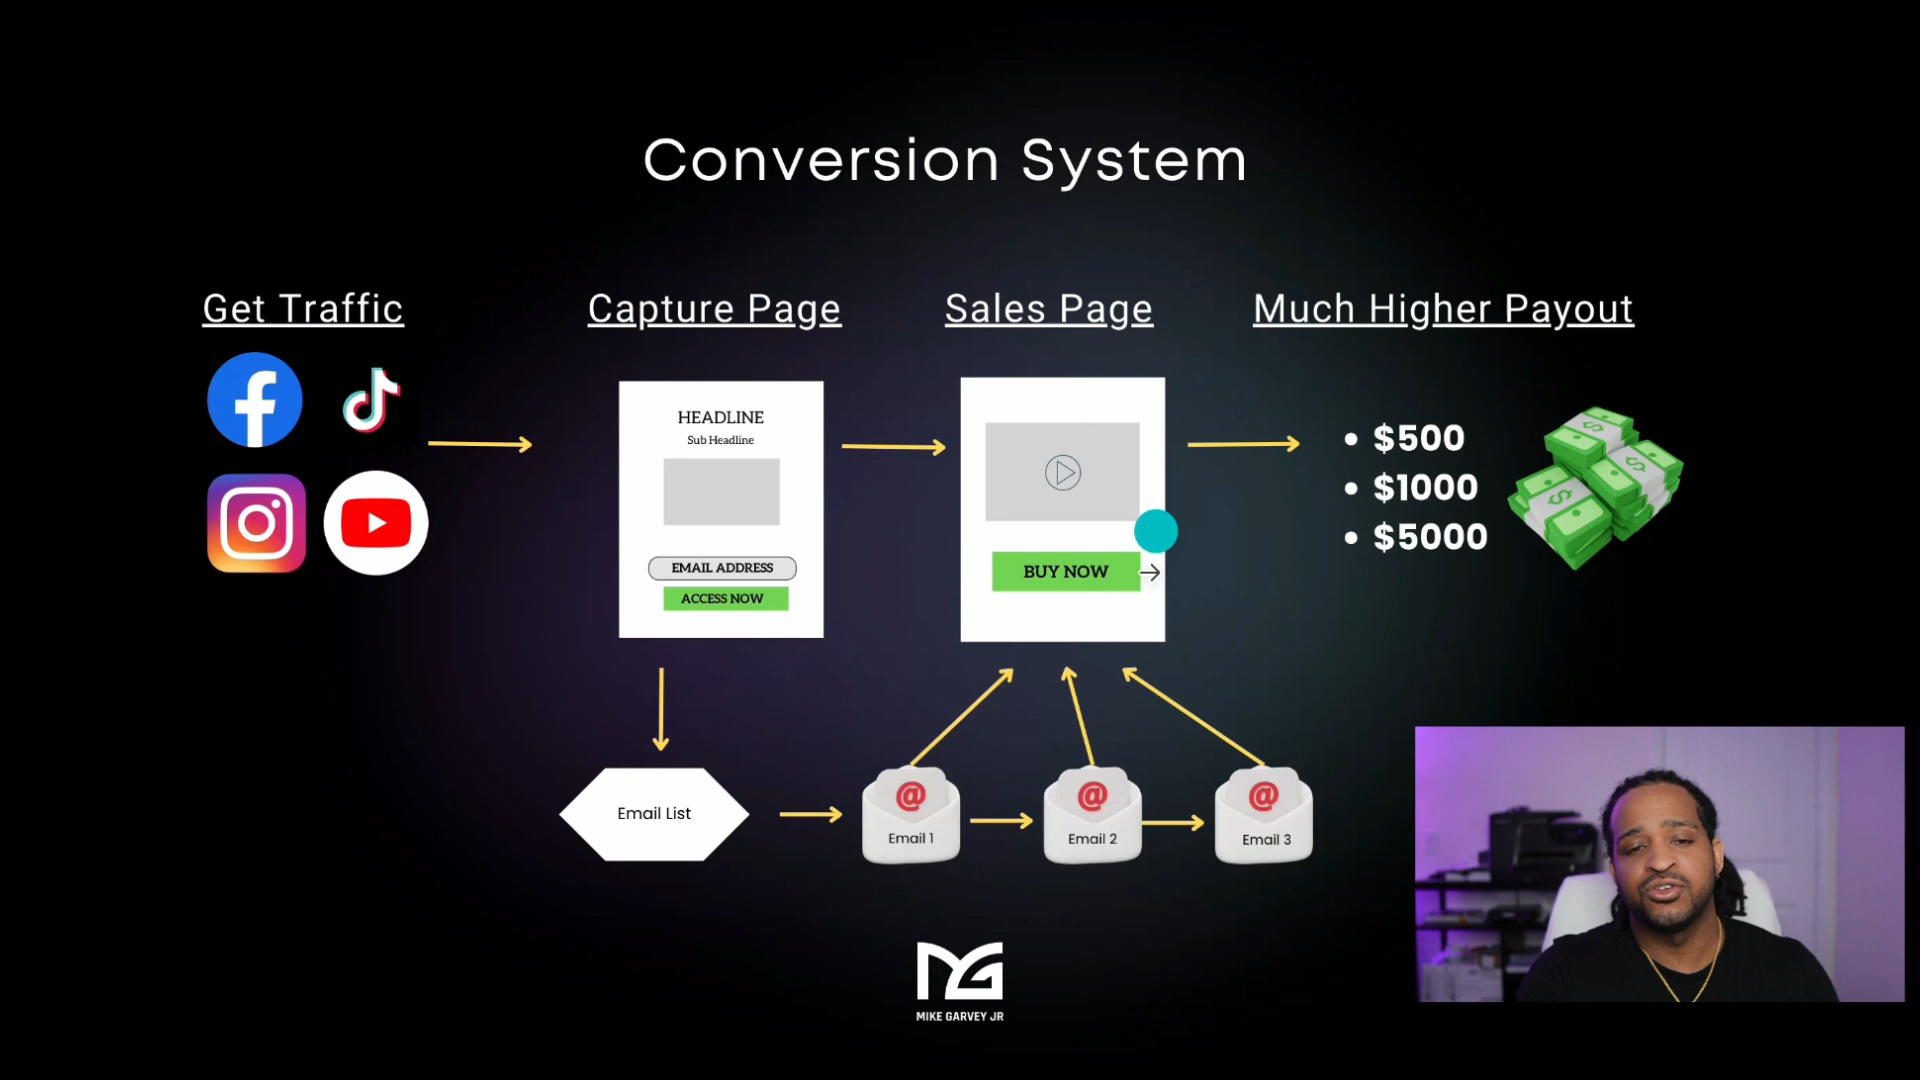 Conversion System
Get Traffic
Capture Page
Sales Page
Much Higher Payout
HEADLINE
Sub Headline
EMAIL ADDRESS
ACCESS NOW
BUY NOW
• $500
• $1000
• $5000
Email List
@
Email 1
@
Email 2
@
Email 3
MG
MIKE GARVEY JR